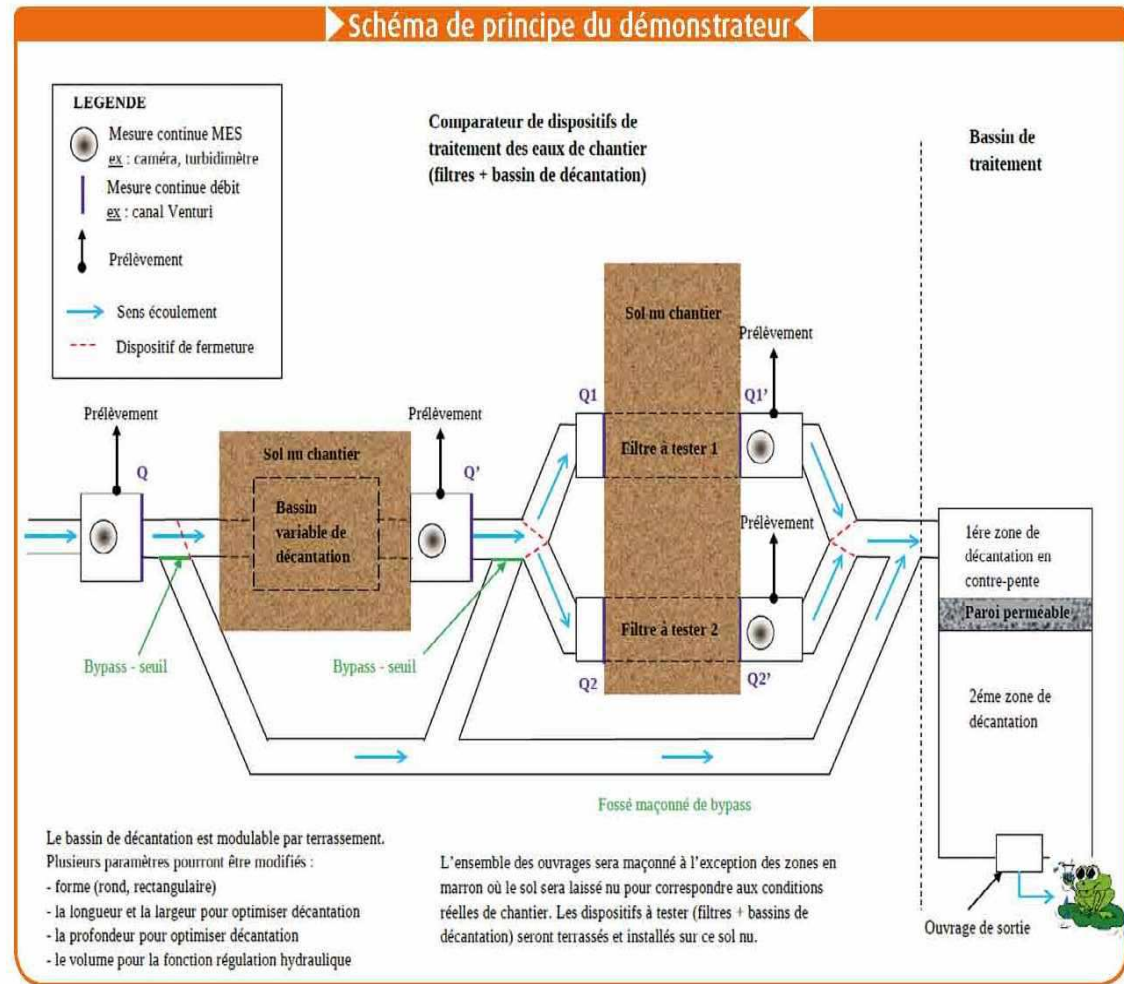 Schéma de principe du démonstrateur
LEGENDE
Mesure continue MES
ex : caméra, turbidimètre
Mesure continue débit
ex : canal Venturi
Prélèvement
Sens écoulement
Dispositif de fermeture
Comparateur de dispositifs de
traitement des eaux de chantier
(filtres + bassin de décantation)
Bassin de
traitement
Sol nu chantier
Prélèvement
Q1
Q1’
Filtre à tester 1
Prélèvement
Q
Sol nu chantier
Bassin
variable de
décantation
Prélèvement
Q’
Prélèvement
Filtre à tester 2
Q2
Q2’
Bypass - seuil
Bypass - seuil
Fossé maçonné de bypass
1ére zone de
décantation en
contre-pente
Paroi perméable
2éme zone de
décantation
Ouvrage de sortie
Le bassin de décantation est modulable par terrassement.
Plusieurs paramètres pourront être modifiés :
- forme (rond, rectangulaire)
- la longueur et la largeur pour optimiser décantation
- la profondeur pour optimiser décantation
- le volume pour la fonction régulation hydraulique
L’ensemble des ouvrages sera maçonné à l’exception des zones en
marron où le sol sera laissé nu pour correspondre aux conditions
réelles de chantier. Les dispositifs à tester (filtres + bassins de
décantation) seront terrassés et installés sur ce sol nu.